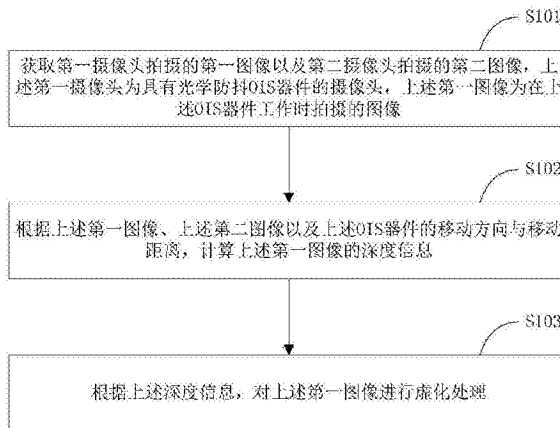 S101
获取第一摄像头拍摄的第一图像以及第二摄像头拍摄的第二图像，上
述第一摄像头为具有光学防抖OIS器件的摄像头，上述第一图像为在上
述OIS器件工作时拍摄的图像
S102
根据上述第一图像、上述第二图像以及上述OIS器件的移动方向与移动
距离，计算上述第一图像的深度信息
S103
根据上述深度信息，对上述第一图像进行虚化处理